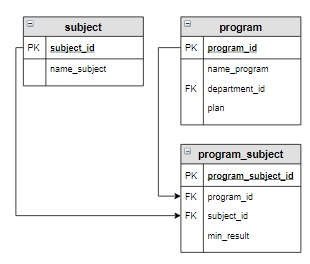 subject
PK subject_id
name_subject
program
PK program_id
name_program
FK department_id
plan
program_subject
PK program_subject_id
FK program_id
FK subject_id
min_result